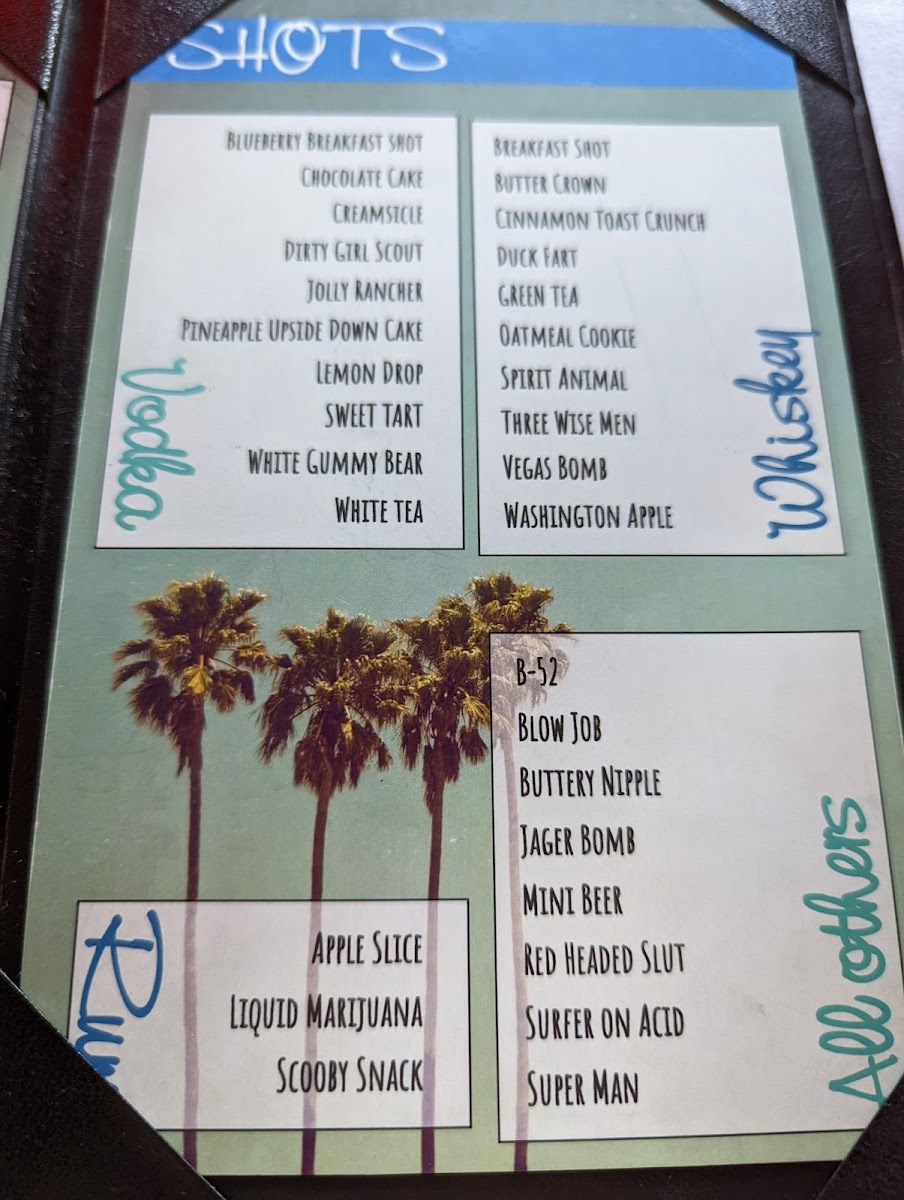 SHOTS
BLUEBERRY BREAKFAST SHOT
CHOCOLATE CAKE
CREAMSICLE
DIRTY GIRL SCOUT
JOLLY RANCHER
PINEAPPLE UPSIDE DOWN CAKE
LEMON DROP
SWEET TART
WHITE GUMMY BEAR
WHITE TEA
Vodka
BREAKFAST SHOT
BUTTER CROWN
CINNAMON TOAST CRUNCH
DUCK FART
GREEN TEA
OATMEAL COOKIE
SPIRIT ANIMAL
THREE WISE MEN
VEGAS BOMB
WASHINGTON APPLE
Whiskey
APPLE SLICE
LIQUID MARIJUANA
SCOOBY SNACK
Rum
B-52
BLOW JOB
BUTTERY NIPPLE
JAGER BOMB
MINI BEER
RED HEADED SLUT
SURFER ON ACID
SUPER MAN
All others